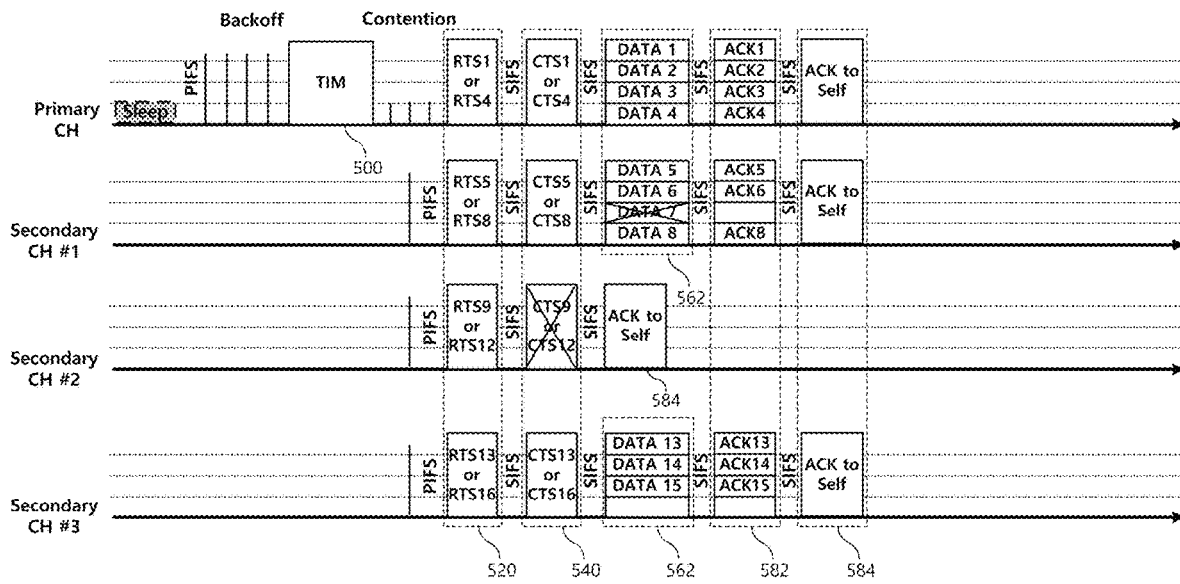 Backoff Contention
Primary CH
Sleep
PIFS
TIM
500
RTS1 or RTS4
SIFS
CTS1 or CTS4
SIFS
DATA 1
DATA 2
DATA 3
DATA 4
SIFS
ACK1
ACK2
ACK3
ACK4
SIFS
ACK to Self
Secondary CH #1
PIFS
RTS5 or RTS8
SIFS
CTS5 or CTS8
SIFS
DATA 5
DATA 6
DATA 7
DATA 8
SIFS
ACK5
ACK6
ACK8
SIFS
ACK to Self
562
Secondary CH #2
PIFS
RTS9 or RTS12
SIFS
CTS9 or CTS12
SIFS
ACK to Self
584
Secondary CH #3
PIFS
RTS13 or RTS16
SIFS
CTS13 or CTS16
SIFS
DATA 13
DATA 14
DATA 15
SIFS
ACK13
ACK14
ACK15
SIFS
ACK to Self
520
540
562
582
584